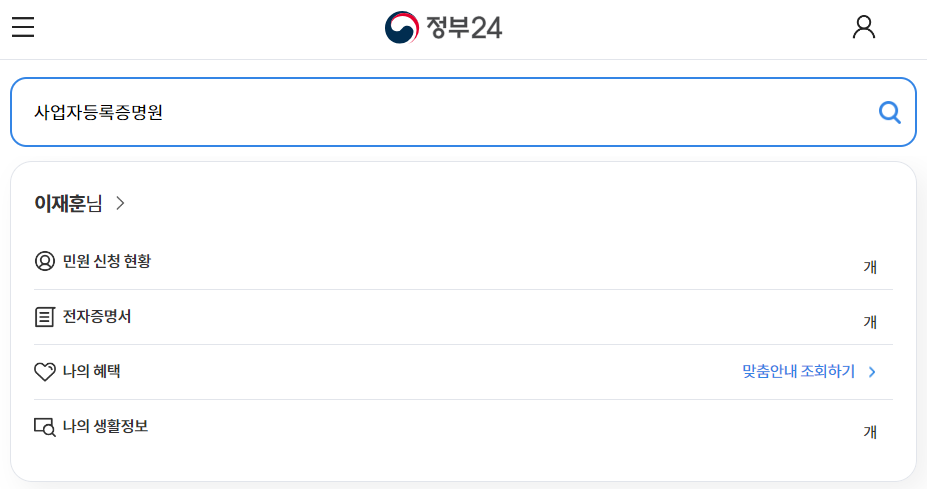 정부24
사업자등록증명원
이재훈님
민원 신청 현황
개
전자증명서
개
나의 혜택
맞춤안내 조회하기
나의 생활정보
개